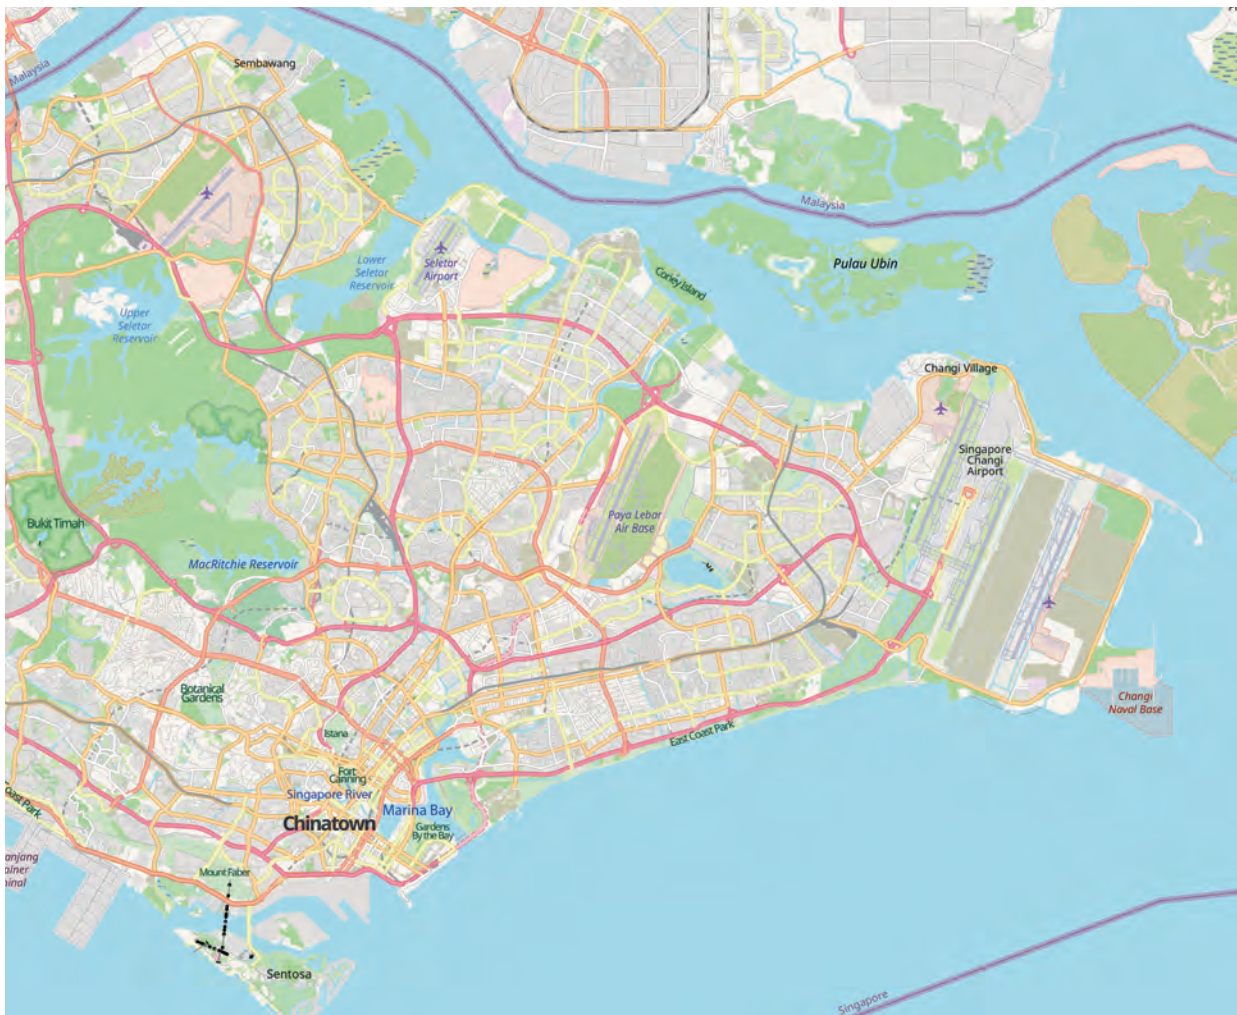 Sembawang
Malaysia
Malaysia
Pulau Ubin
Seletar
Airport
Lower
Seletar
Reservoir
Coney Island
Upper
Seletar
Reservoir
Changi Village
Singapore
Changi
Airport
Bukit Timah
Paya Lebar
Air Base
MacRitchie Reservoir
Botanical
Gardens
Changi
Naval Base
Istana
East Coast Park
Fort
Canning
Singapore River
Marina Bay
Coast Park
Chinatown
Gardens
By the Bay
Mount Faber
Sentosa
Singapore